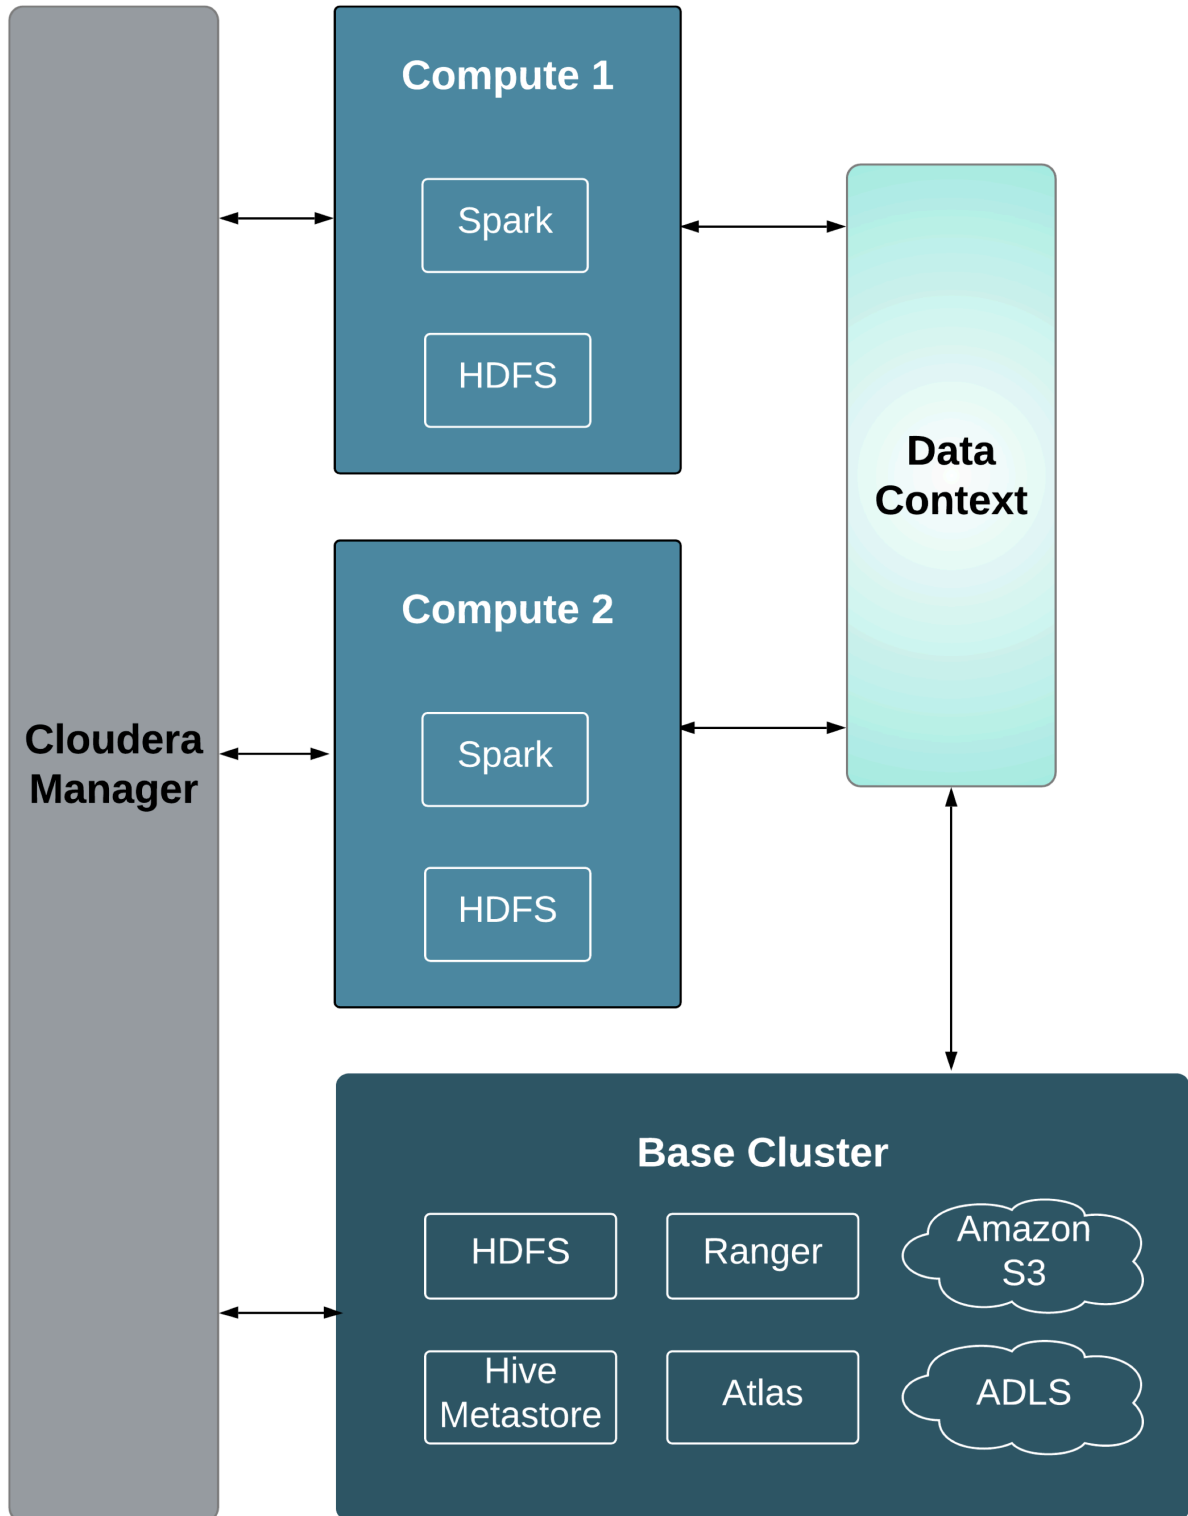 Compute 1
Spark
HDFS
Data
Context
Compute 2
Spark
HDFS
Cloudera
Manager
Base Cluster
HDFS
Ranger
Amazon
S3
Hive
Metastore
Atlas
ADLS